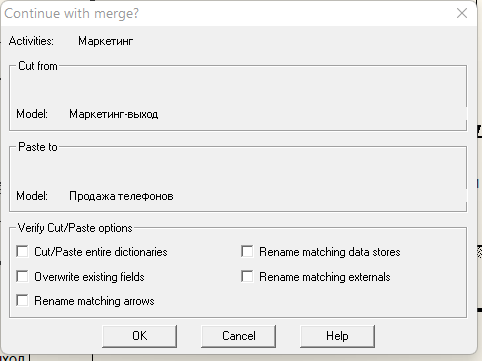 Continue with merge?
Activities: Маркетинг
Cut from
Model: Маркетинг-выход
Paste to
Model: Продажа телефонов
Verify Cut/Paste options
Cut/Paste entire dictionaries
Rename matching data stores
Overwrite existing fields
Rename matching externals
Rename matching arrows
OK
Cancel
Help